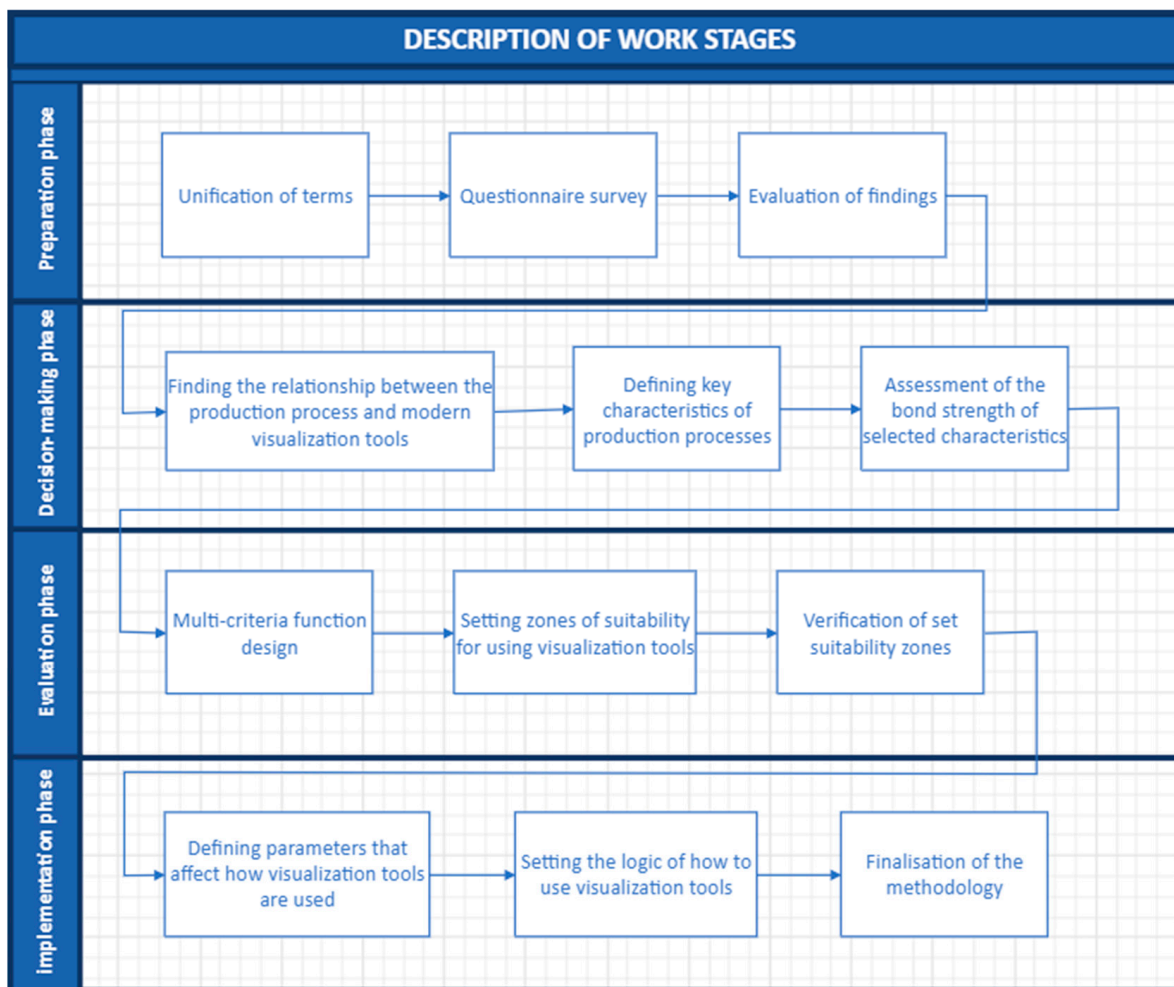 DESCRIPTION OF WORK STAGES
Preparation phase
Unification of terms
Questionnaire survey
Evaluation of findings
Decision-making phase
Finding the relationship between the
production process and modern
visualization tools
Defining key
characteristics of
production processes
Assessment of the
bond strength of
selected characteristics
Evaluation phase
Multi-criteria function
design
Setting zones of suitability
for using visualization tools
Verification of set
suitability zones
implementation phase
Defining parameters that
affect how visualization tools
are used
Setting the logic of how to
use visualization tools
Finalisation of the
methodology